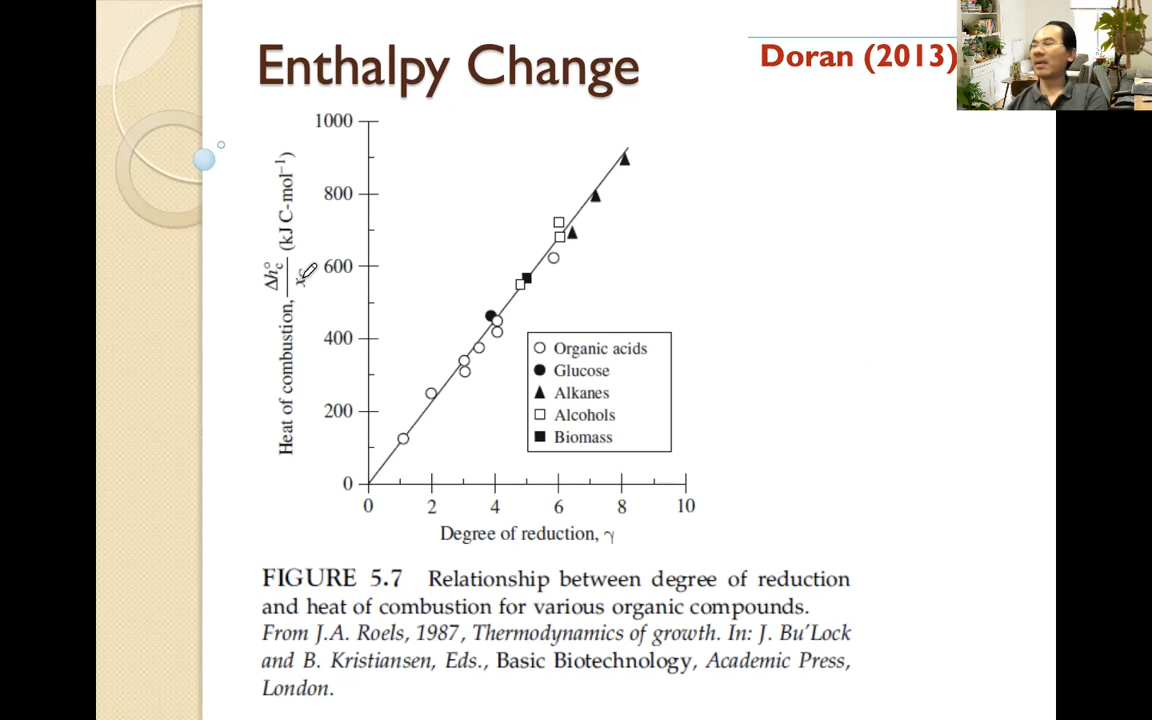 Enthalpy Change
Doran (2013)
Heat of combustion, Δh°c / xc (kJ C-mol⁻¹)
1000
800
600
400
200
0
0 2 4 6 8 10
Degree of reduction, γ
Organic acids
Glucose
Alkanes
Alcohols
Biomass
FIGURE 5.7 Relationship between degree of reduction
and heat of combustion for various organic compounds.
From J.A. Roels, 1987, Thermodynamics of growth. In: J. Bu'Lock
and B. Kristiansen, Eds., Basic Biotechnology, Academic Press,
London.